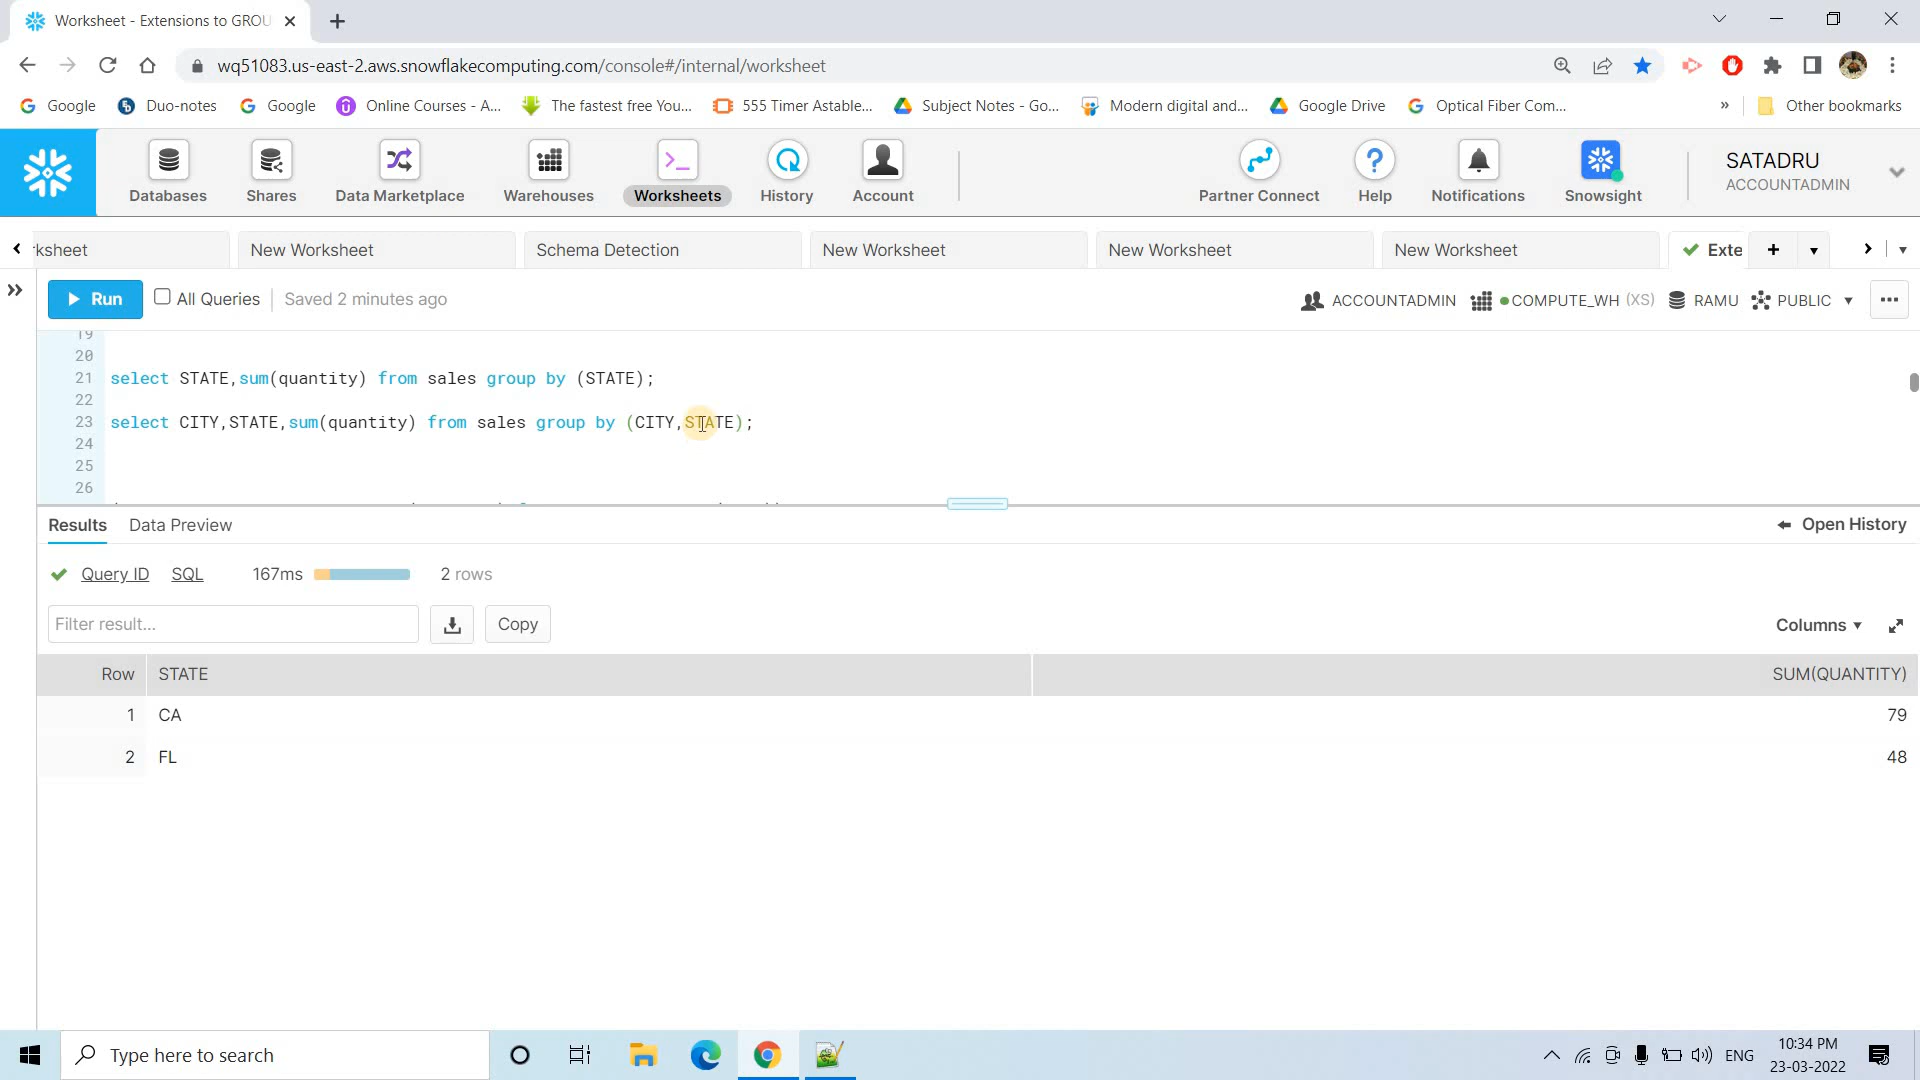 Worksheet - Extensions to GROU
wq51083.us-east-2.aws.snowflakecomputing.com/console#/internal/worksheet
Google Duo-notes Google Online Courses - A... The fastest free You... 555 Timer Astable... Subject Notes - Go... Modern digital and... Google Drive Optical Fiber Com... » Other bookmarks
Databases Shares Data Marketplace Warehouses Worksheets History Account Partner Connect Help Notifications Snowsight
SATADRU
ACCOUNTADMIN
rksheet New Worksheet Schema Detection New Worksheet New Worksheet New Worksheet Exte
Run All Queries Saved 2 minutes ago ACCOUNTADMIN COMPUTE_WH (XS) RAMU PUBLIC
19
20
21 select STATE,sum(quantity) from sales group by (STATE);
22
23 select CITY,STATE,sum(quantity) from sales group by (CITY,STATE);
24
25
26
Results Data Preview Open History
Query ID SQL 167ms 2 rows
Filter result... Copy Columns
Row STATE SUM(QUANTITY)
1 CA 79
2 FL 48
Type here to search ENG
10:34 PM
23-03-2022